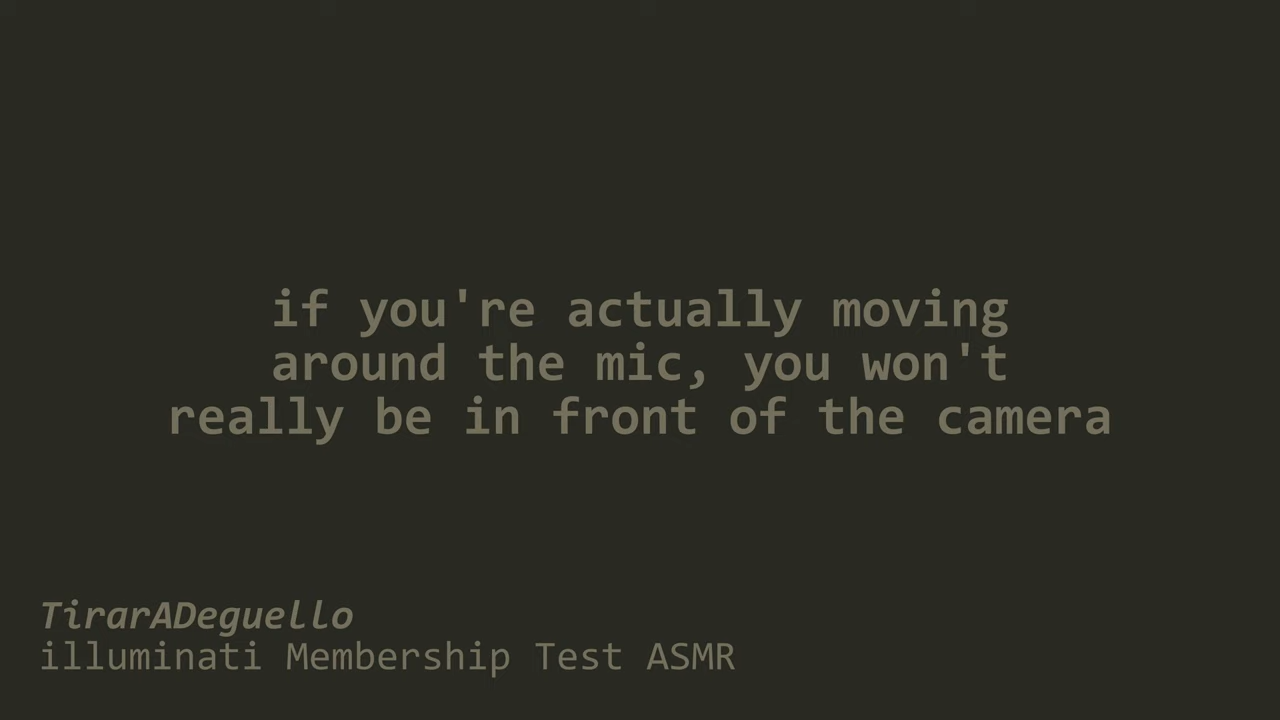 if you're actually moving
around the mic, you won't
really be in front of the camera
TirarADeguello
illuminati Membership Test ASMR